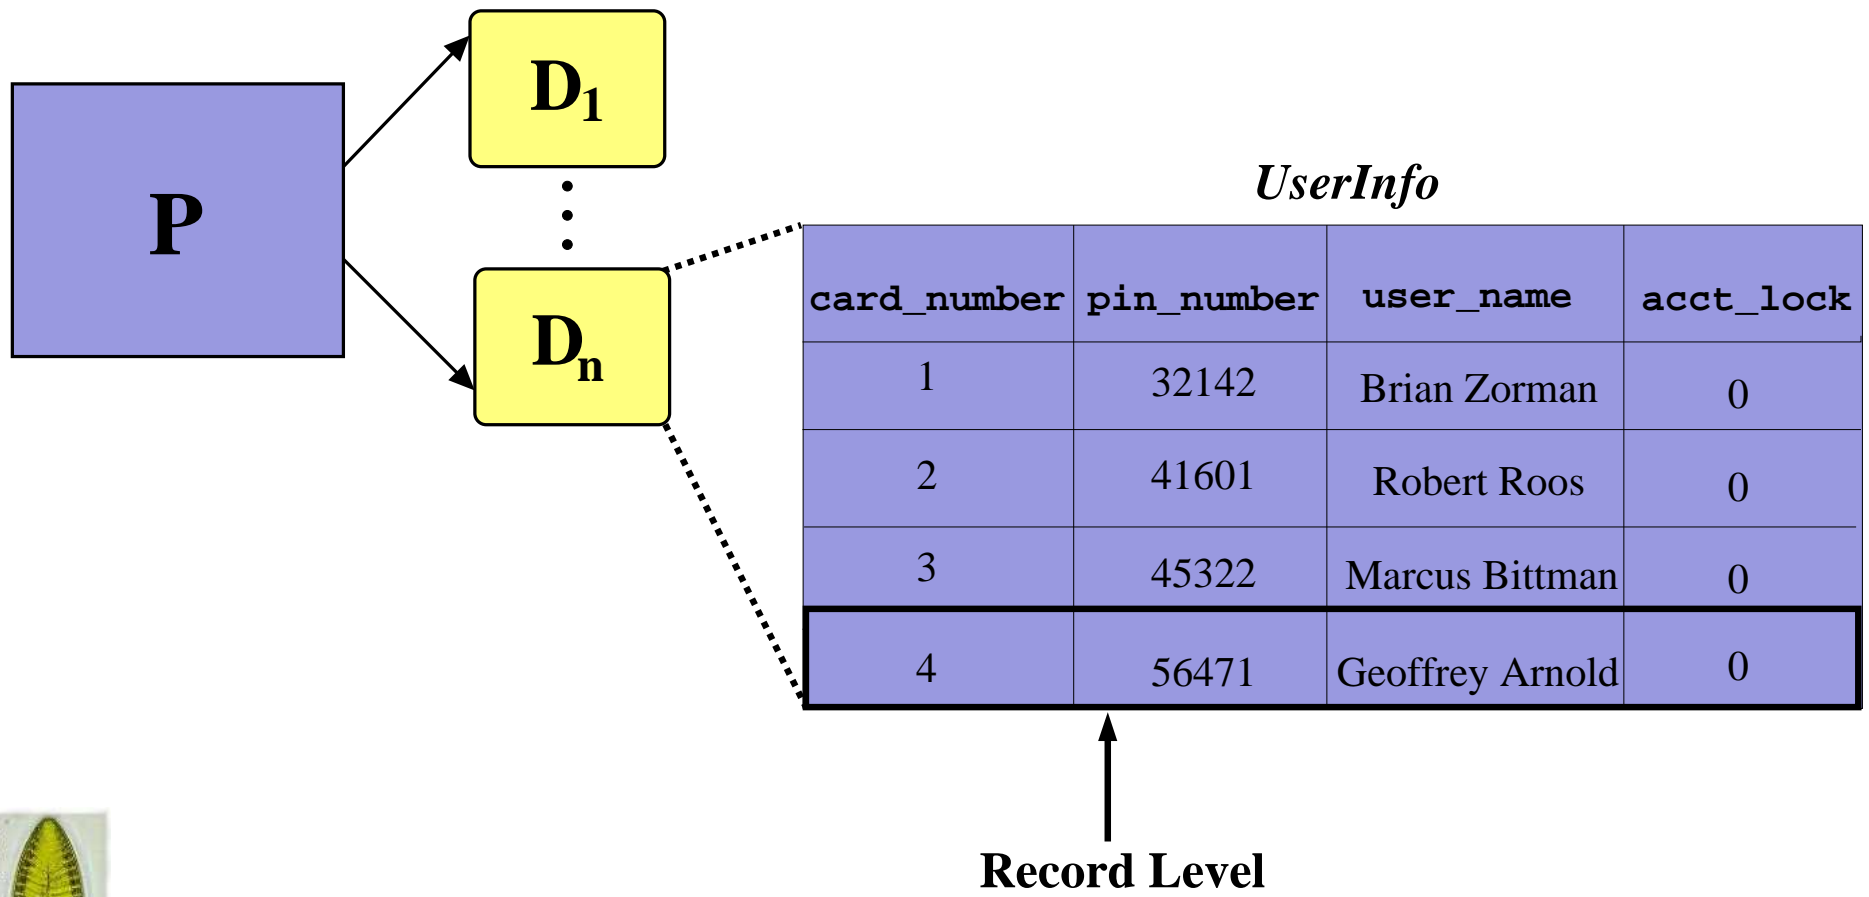 P
D1
Dn
UserInfo
card_number pin_number user_name acct_lock
1 32142 Brian Zorman 0
2 41601 Robert Roos 0
3 45322 Marcus Bittman 0
4 56471 Geoffrey Arnold 0
Record Level